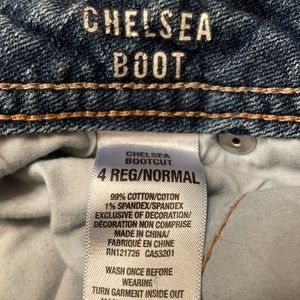 CHELSEA
BOOT
CHELSEA
BOOTCUT
4 REG/NORMAL
99% COTTON/COTON
1% SPANDEX/SPANDEX
EXCLUSIVE OF DECORATION/
DÉCORATION NON COMPRISE
MADE IN CHINA/
FABRIQUÉ EN CHINE
RN121726 CA53201
WASH ONCE BEFORE
WEARING
TURN GARMENT INSIDE OUT